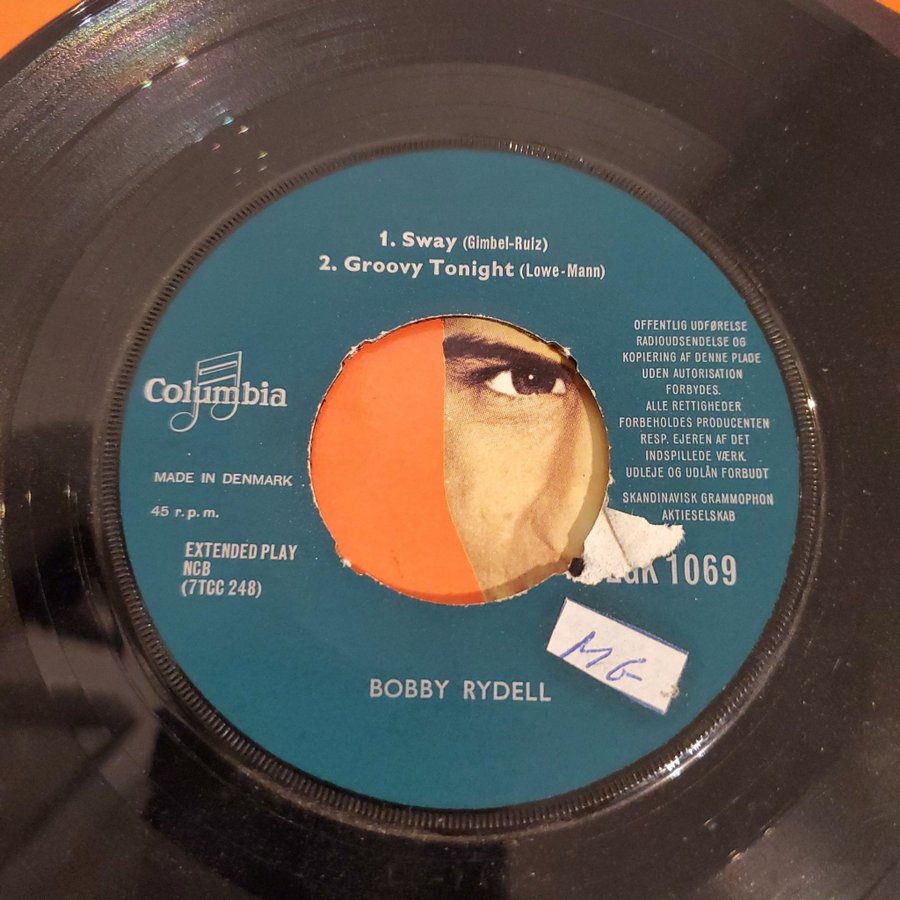 1. Sway (Gimbel-Ruiz)
2. Groovy Tonight (Lowe-Mann)
Columbia
MADE IN DENMARK
45 r.p.m.
EXTENDED PLAY
NCB
(7TCC 248)
OFFENTLIG UDFØRELSE
RADIOUDSENDELSE OG
KOPIERING AF DENNE PLADE
UDEN AUTORISATION
FORBYDES.
ALLE RETTIGHEDER
FORBEHOLDES PRODUCENTEN
RESP. EJEREN AF DET
INDSPILLEDE VÆRK.
UDLEJE OG UDLÅN FORBUDT
SKANDINAVISK GRAMMOPHON
AKTIESELSKAB
1069
MG
BOBBY RYDELL